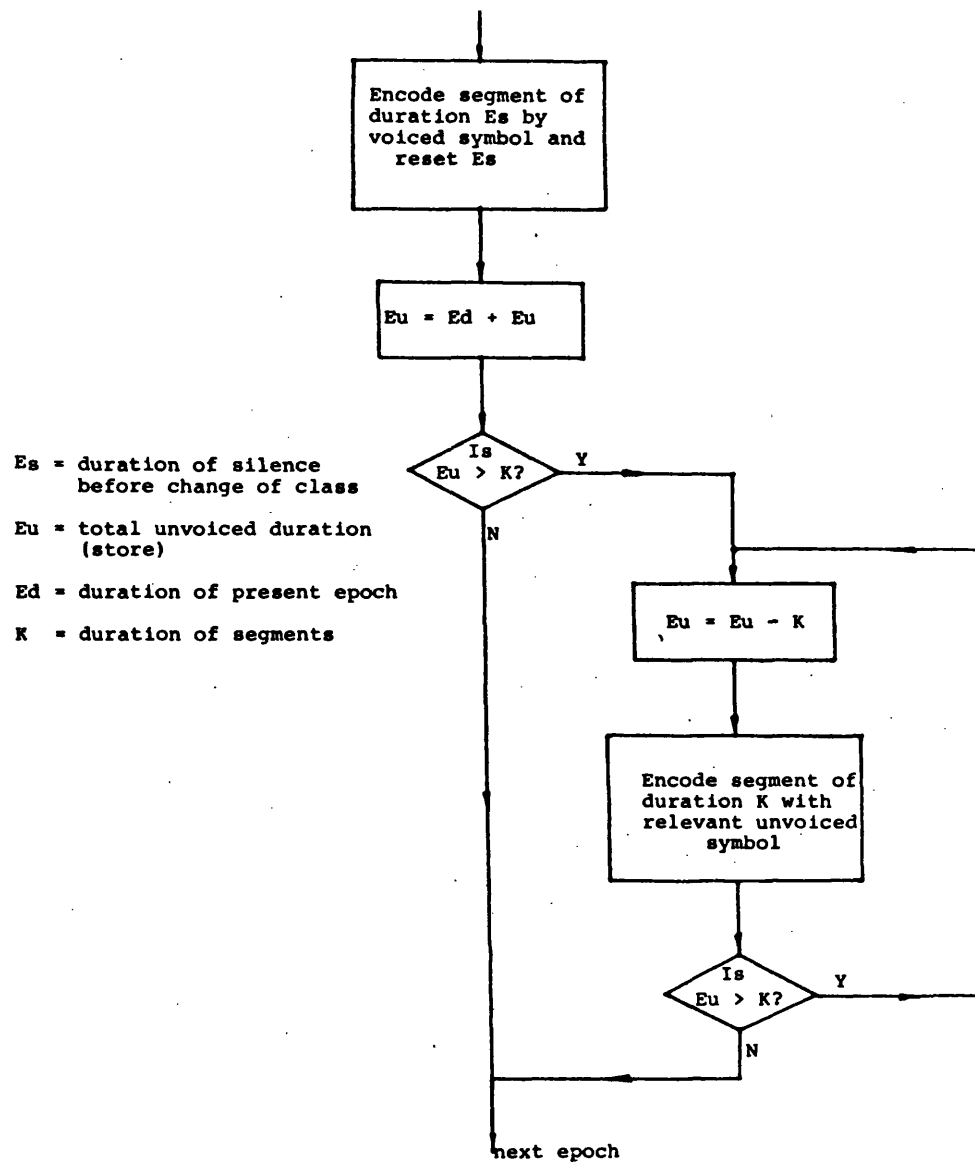 Encode segment of
duration Es by
voiced symbol and
reset Es
Eu = Ed + Eu
Is
Eu > K?
Y
N
Es = duration of silence
before change of class
Eu = total unvoiced duration
(store)
Ed = duration of present epoch
K = duration of segments
Eu = Eu - K
Encode segment of
duration K with
relevant unvoiced
symbol
Is
Eu > K?
Y
N
next epoch